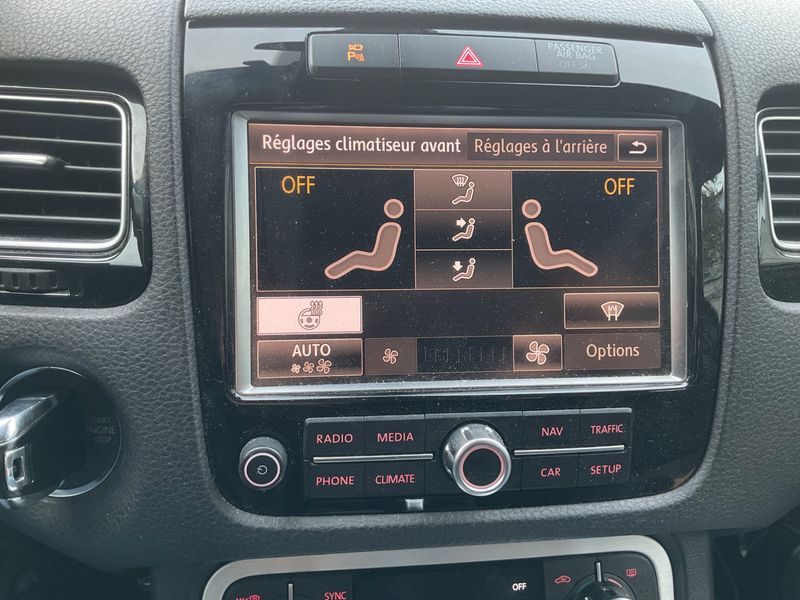 PASSENGER
AIR BAG
OFF
Réglages climatiseur avant Réglages à l'arrière
OFF OFF
AUTO Options
RADIO MEDIA NAV TRAFFIC
PHONE CLIMATE CAR SETUP
START
ENGINE
STOP
SYNC OFF